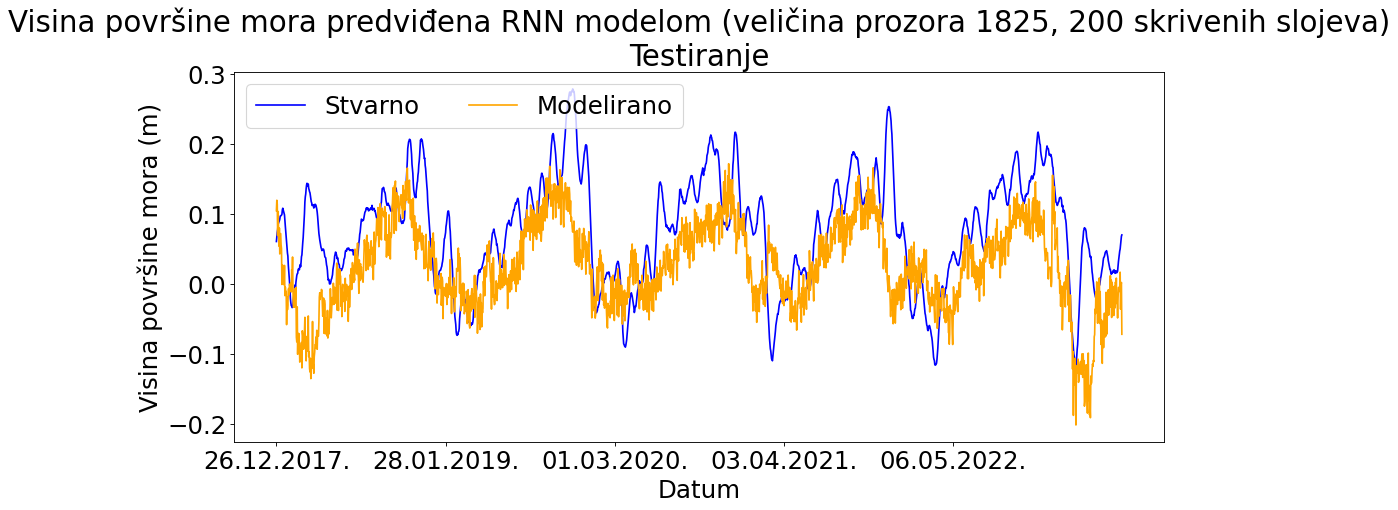 Visina površine mora predviđena RNN modelom (veličina prozora 1825, 200 skrivenih slojeva)
Testiranje
Stvarno
Modelirano
Visina površine mora (m)
0.3
0.2
0.1
0.0
−0.1
−0.2
26.12.2017.
28.01.2019.
01.03.2020.
03.04.2021.
06.05.2022.
Datum